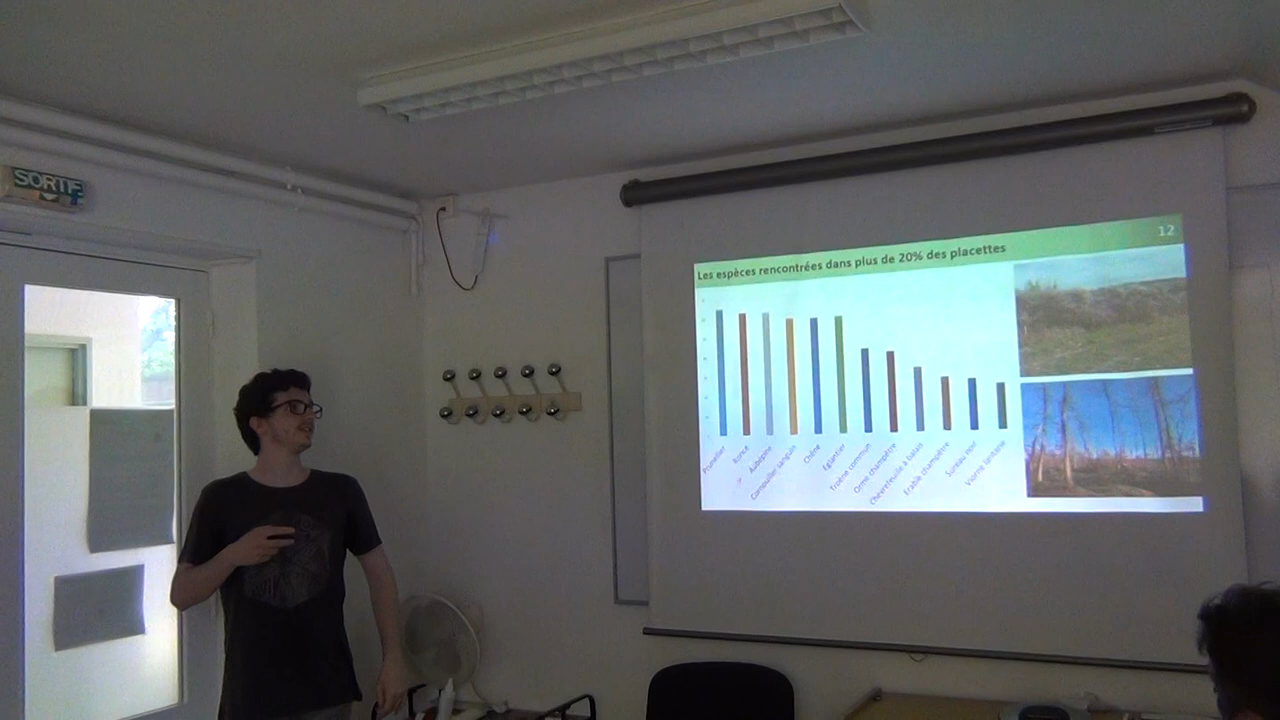 SORTIE
12
Les espèces rencontrées dans plus de 20% des placettes
Prunellier
Ronce
Aubépine
Cornouiller sanguin
Chêne
Eglantier
Troène commun
Orme champêtre
Chèvrefeuille à balais
Erable champêtre
Sureau noir
Viorne lantane